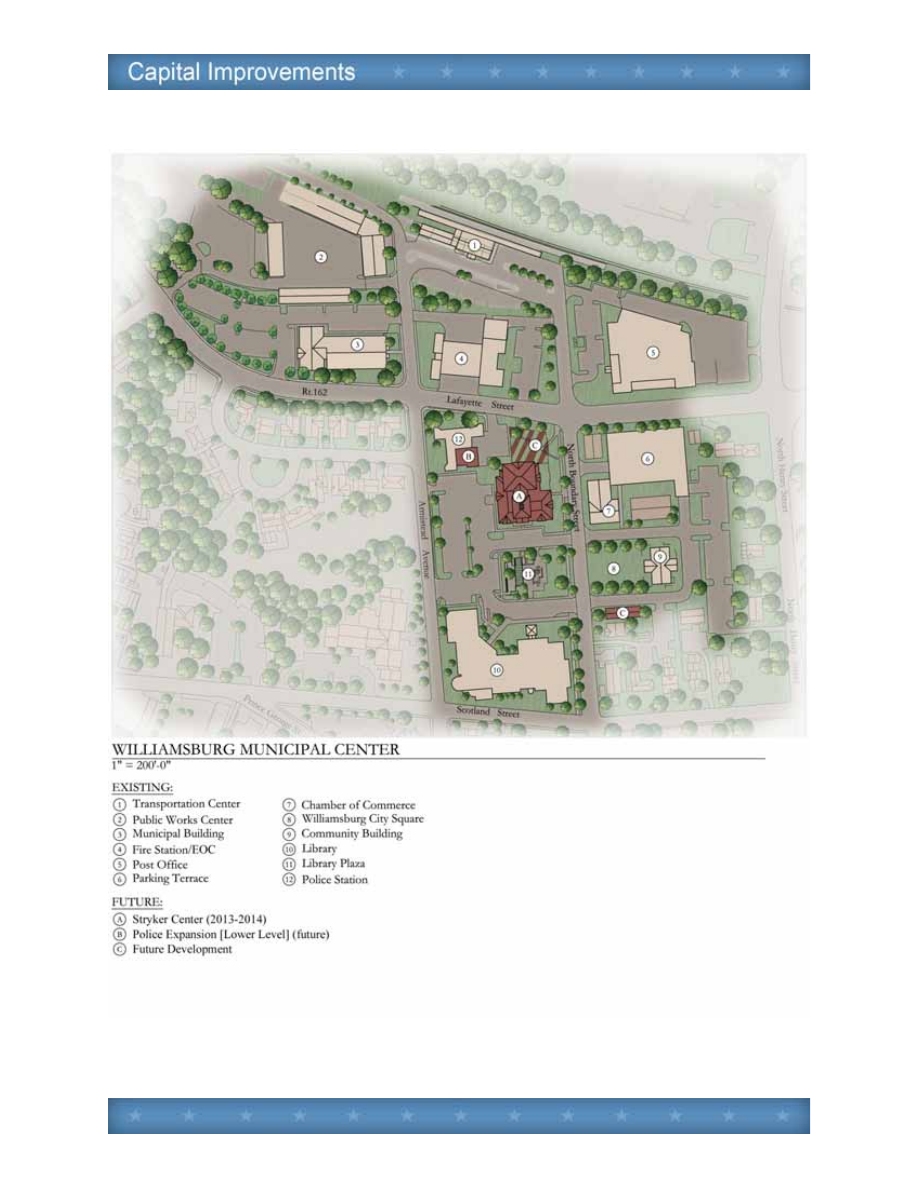 Capital Improvements
1
2
3
4
5
Rt.162
Lafayette Street
12
B
C
A
6
7
North Boundary Street
Armistead Avenue
11
8
9
C
10
Scotland Street
North Henry Street
Prince George
WILLIAMSBURG MUNICIPAL CENTER
1" = 200'-0"
EXISTING:
1 Transportation Center
2 Public Works Center
3 Municipal Building
4 Fire Station/EOC
5 Post Office
6 Parking Terrace
7 Chamber of Commerce
8 Williamsburg City Square
9 Community Building
10 Library
11 Library Plaza
12 Police Station
FUTURE:
A Stryker Center (2013-2014)
B Police Expansion [Lower Level] (future)
C Future Development